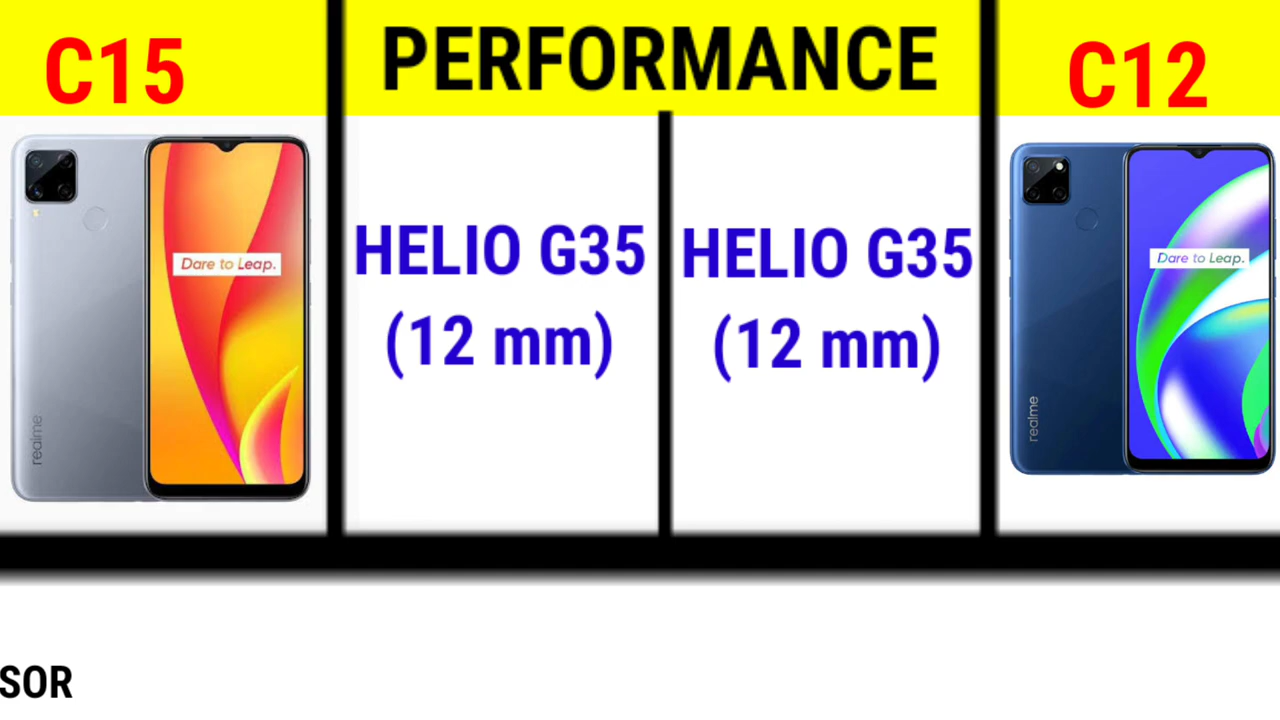 C15
PERFORMANCE
C12
HELIO G35
(12 mm)
HELIO G35
(12 mm)
Dare to Leap.
realme
Dare to Leap.
realme
SOR